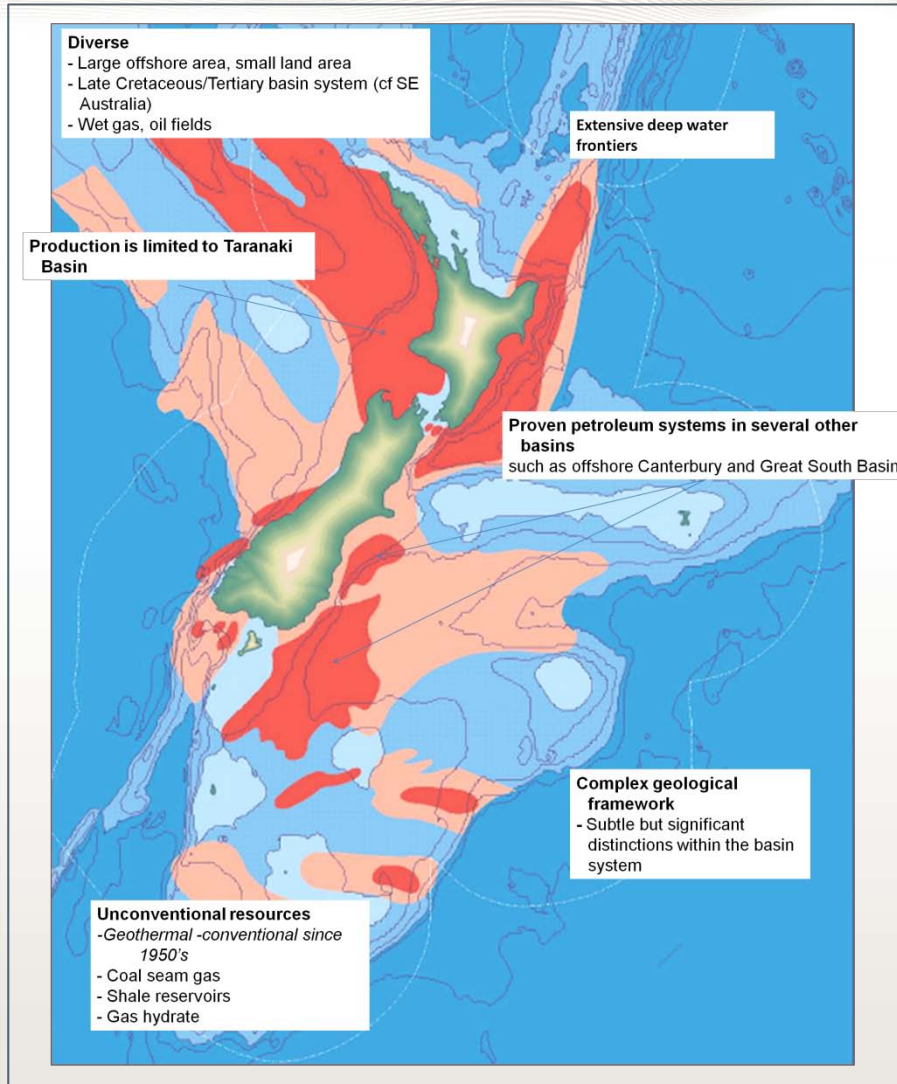 Diverse
- Large offshore area, small land area
- Late Cretaceous/Tertiary basin system (cf SE
Australia)
- Wet gas, oil fields
Extensive deep water
frontiers
Production is limited to Taranaki
Basin
Proven petroleum systems in several other
basins
such as offshore Canterbury and Great South Basin
Complex geological
framework
- Subtle but significant
distinctions within the basin
system
Unconventional resources
-Geothermal -conventional since
1950's
- Coal seam gas
- Shale reservoirs
- Gas hydrate